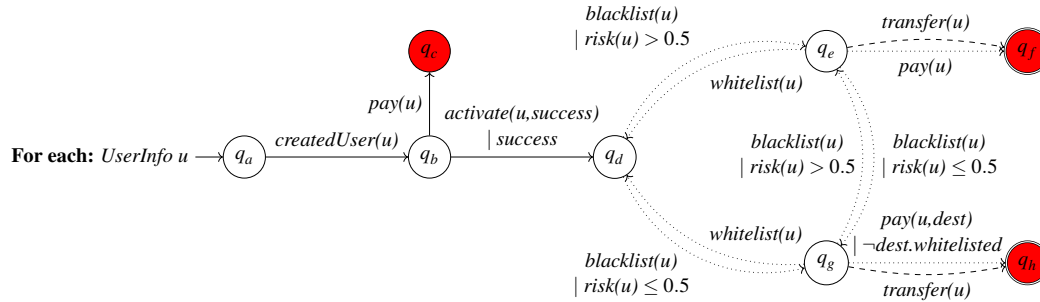 blacklist(u)
| risk(u) > 0.5
transfer(u)
q_c
q_e
q_f
whitelist(u)
pay(u)
pay(u)
activate(u,success)
| success
createdUser(u)
For each: UserInfo u
q_a
q_b
q_d
blacklist(u)
| risk(u) > 0.5
blacklist(u)
| risk(u) ≤ 0.5
pay(u,dest)
| ¬dest.whitelisted
whitelist(u)
blacklist(u)
| risk(u) ≤ 0.5
q_g
q_h
transfer(u)